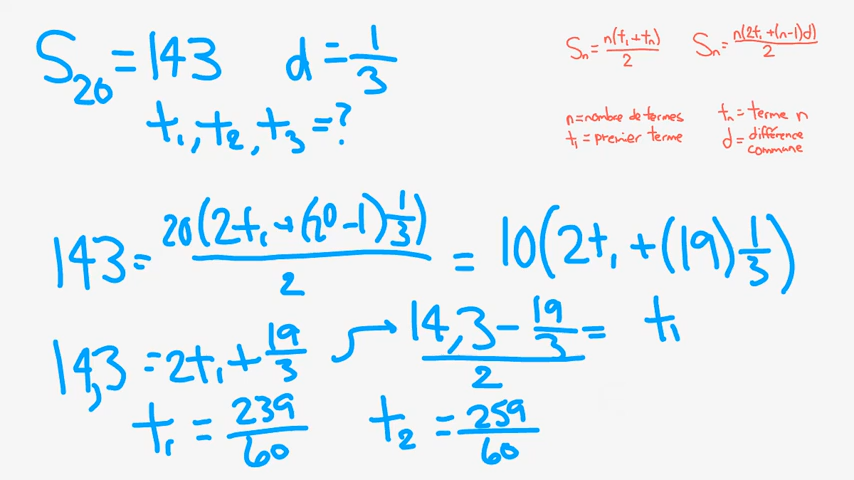 S₂₀ = 143 d = 1/3
t₁, t₂, t₃ = ?
Sₙ = n(t₁ + tₙ)/2 Sₙ = n(2t₁ + (n-1)d)/2
n = nombre de termes tₙ = terme n
t₁ = premier terme d = différence commune
143 = 20(2t₁ + (20 - 1) 1/3)/2 = 10(2t₁ + (19) 1/3)
14,3 = 2t₁ + 19/3 → (14,3 - 19/3)/2 = t₁
t₁ = 239/60 t₂ = 259/60